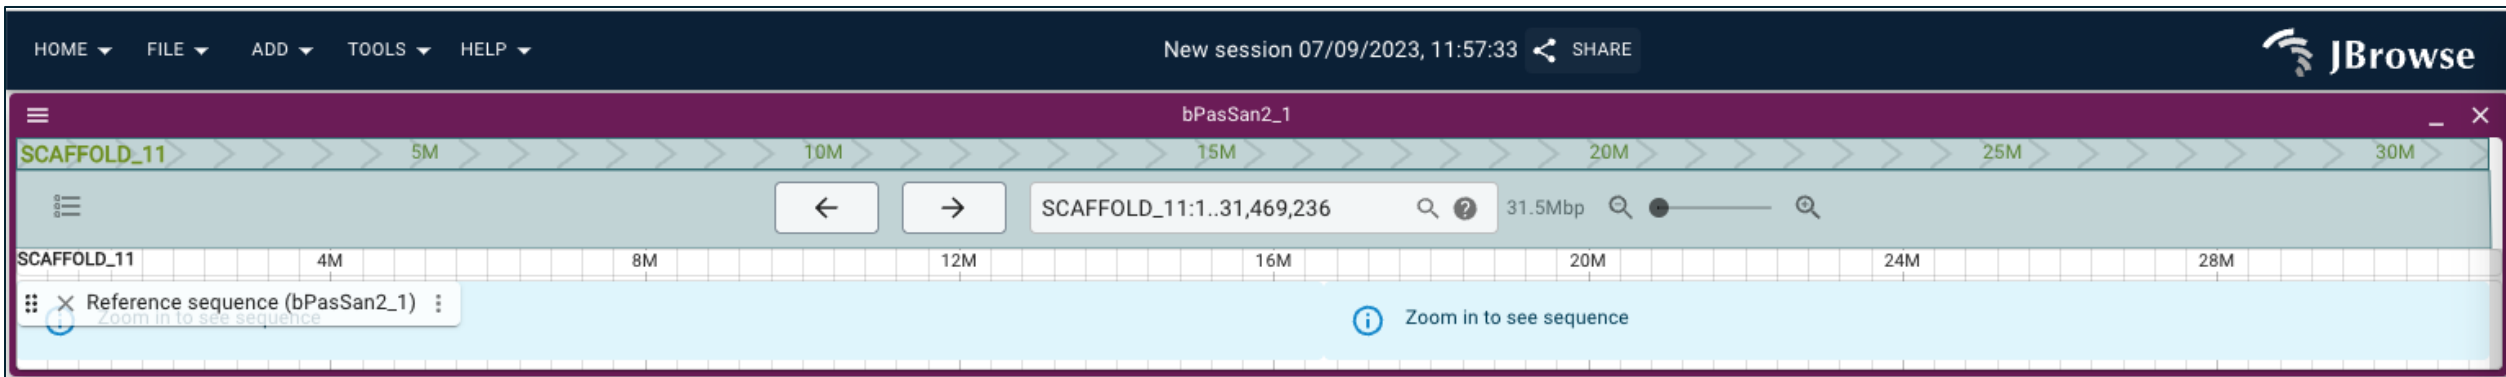 HOME FILE ADD TOOLS HELP New session 07/09/2023, 11:57:33 SHARE JBrowse
bPasSan2_1
SCAFFOLD_11 5M 10M 15M 20M 25M 30M
SCAFFOLD_11:1..31,469,236 31.5Mbp
SCAFFOLD_11 4M 8M 12M 16M 20M 24M 28M
Reference sequence (bPasSan2_1)
Zoom in to see sequence Zoom in to see sequence